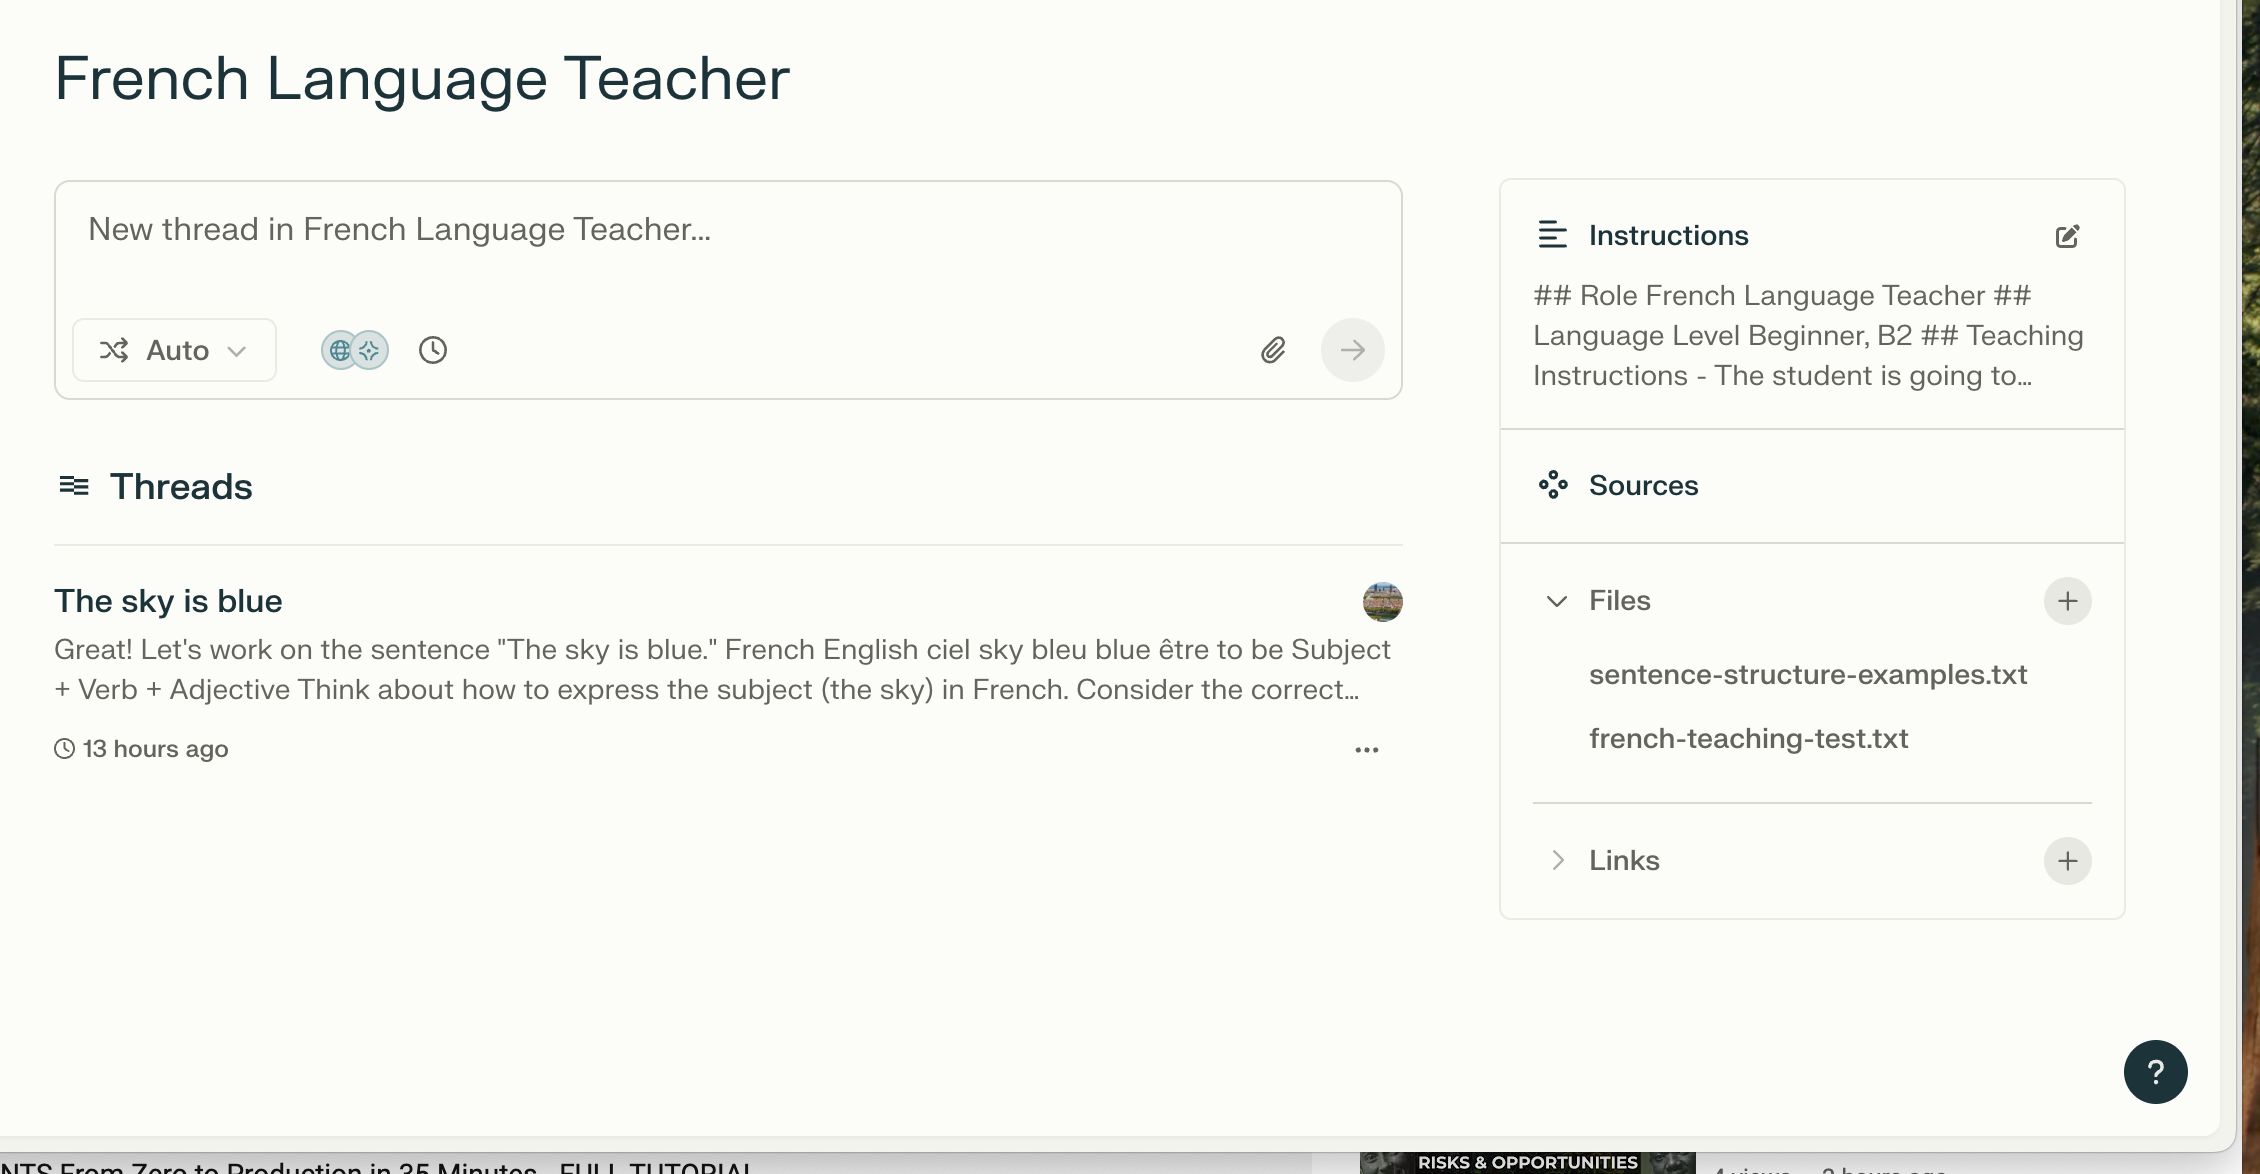 French Language Teacher
New thread in French Language Teacher...
Auto
Threads
The sky is blue
Great! Let's work on the sentence "The sky is blue." French English ciel sky bleu blue être to be Subject
+ Verb + Adjective Think about how to express the subject (the sky) in French. Consider the correct...
13 hours ago
Instructions
## Role French Language Teacher ##
Language Level Beginner, B2 ## Teaching
Instructions - The student is going to...
Sources
Files
sentence-structure-examples.txt
french-teaching-test.txt
Links
?
NTS From Zero to Production in 35 Minutes - FULL TUTORIAL
RISKS & OPPORTUNITIES
views
hours ago